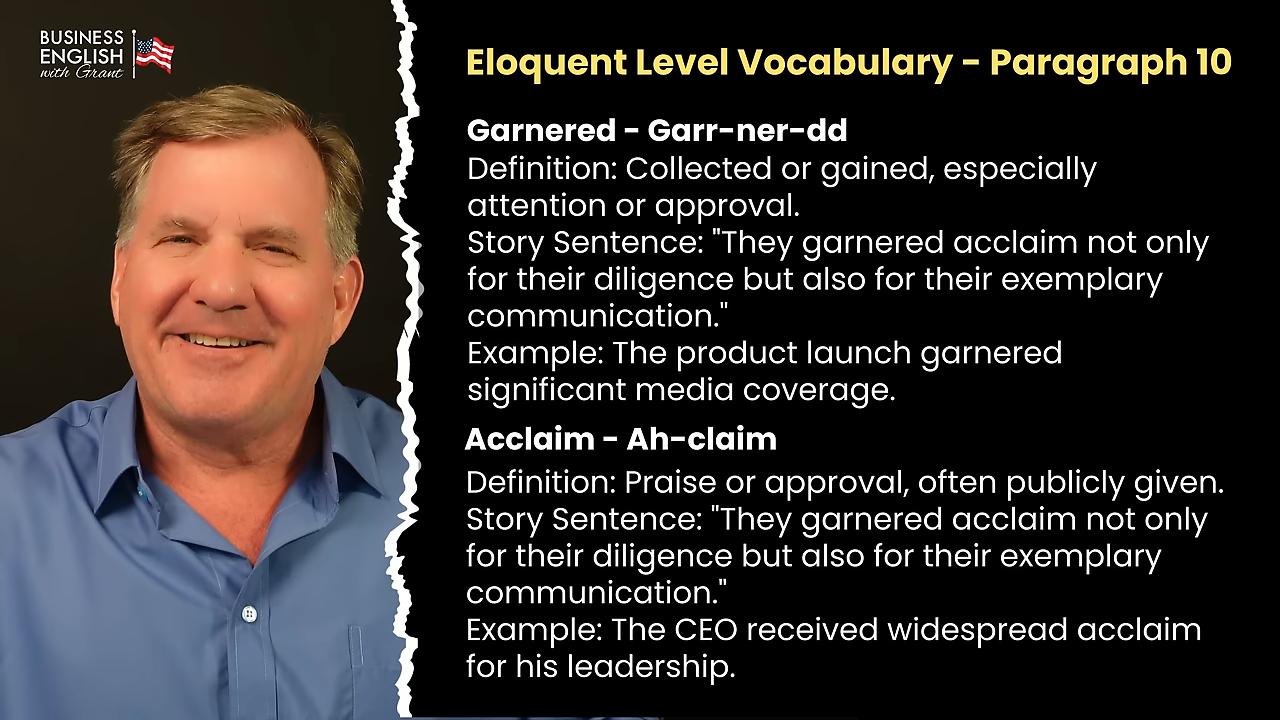 BUSINESS
ENGLISH
with Grant
Eloquent Level Vocabulary - Paragraph 10
Garnered - Garr-ner-dd
Definition: Collected or gained, especially
attention or approval.
Story Sentence: "They garnered acclaim not only
for their diligence but also for their exemplary
communication."
Example: The product launch garnered
significant media coverage.
Acclaim - Ah-claim
Definition: Praise or approval, often publicly given.
Story Sentence: "They garnered acclaim not only
for their diligence but also for their exemplary
communication."
Example: The CEO received widespread acclaim
for his leadership.